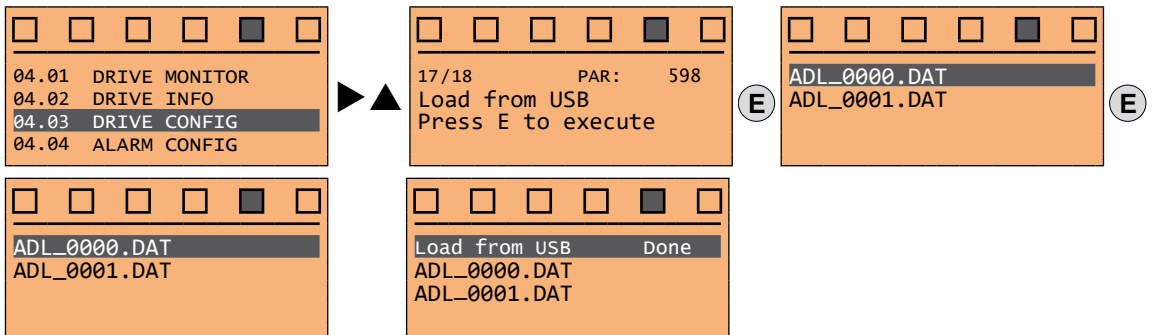 04.01 DRIVE MONITOR
04.02 DRIVE INFO
04.03 DRIVE CONFIG
04.04 ALARM CONFIG
17/18 PAR: 598
Load from USB
Press E to execute
E
ADL_0000.DAT
ADL_0001.DAT
E
ADL_0000.DAT
ADL_0001.DAT
Load from USB Done
ADL_0000.DAT
ADL_0001.DAT